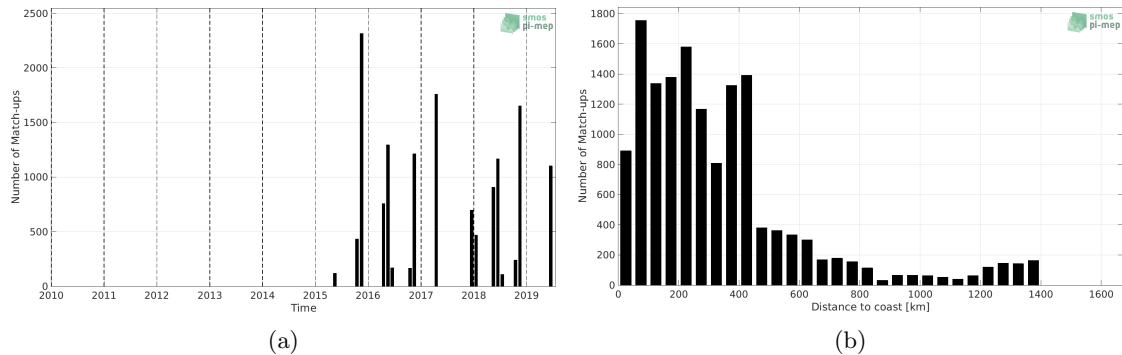 2500
2000
1500
1000
500
0
Number of Match-ups
2010 2011 2012 2013 2014 2015 2016 2017 2018 2019
Time
smos
pi-mep
(a)
1800
1600
1400
1200
1000
800
600
400
200
0
Number of Match-ups
0 200 400 600 800 1000 1200 1400 1600
Distance to coast [km]
smos
pi-mep
(b)